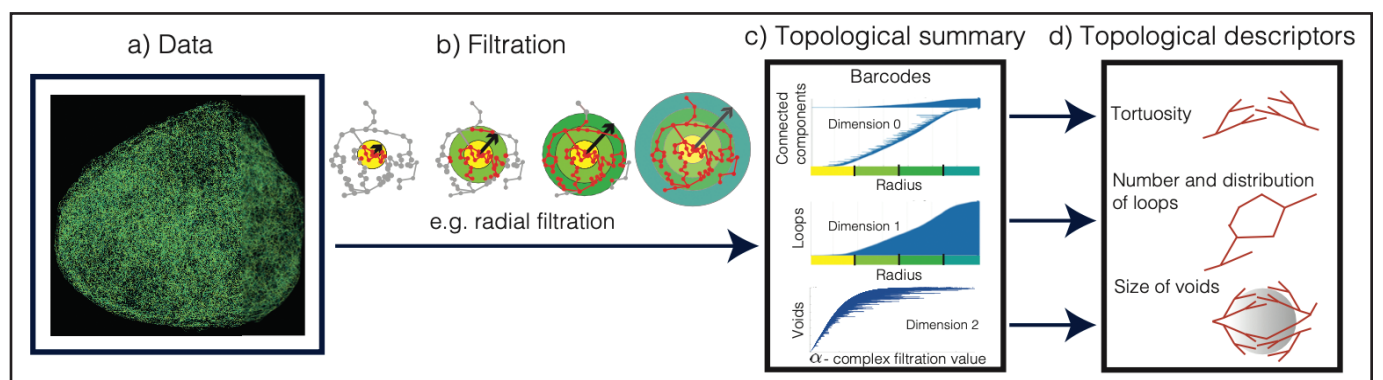 a) Data
b) Filtration
c) Topological summary
d) Topological descriptors
e.g. radial filtration
Barcodes
Connected
components
Dimension 0
Radius
Loops
Dimension 1
Radius
Voids
Dimension 2
α- complex filtration value
Tortuosity
Number and distribution
of loops
Size of voids